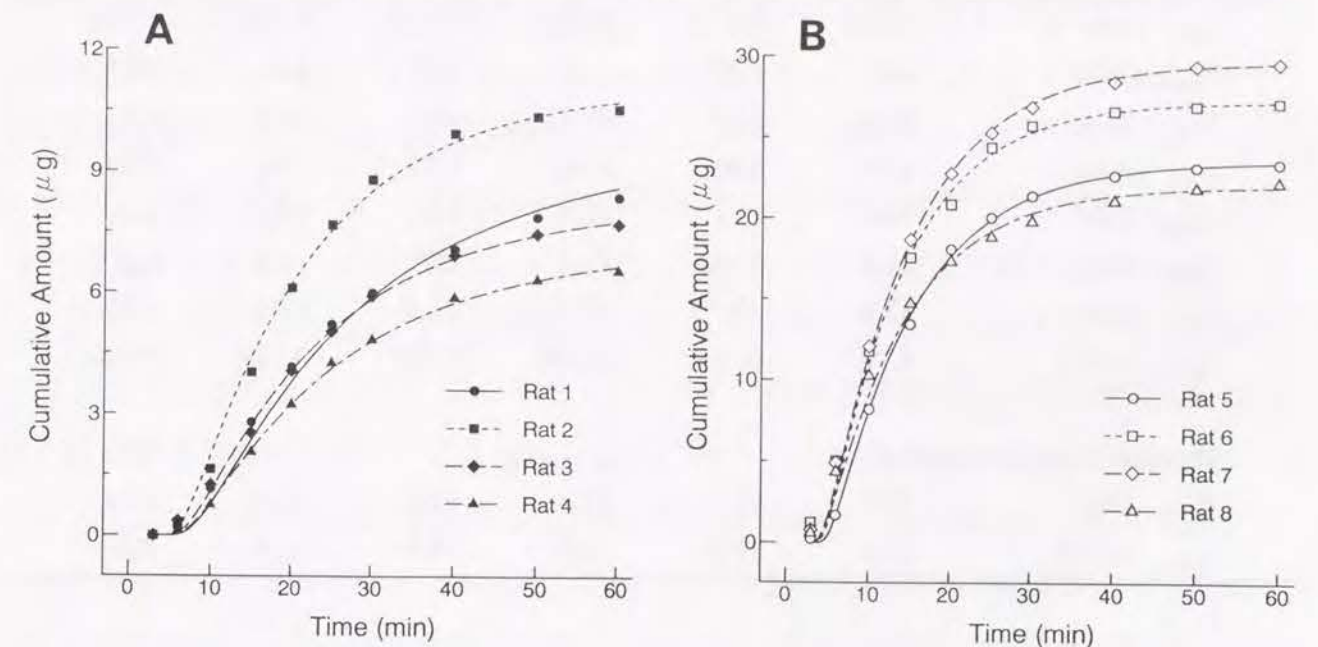 A
12
9
6
3
0
Cumulative Amount (μg)
Rat 1
Rat 2
Rat 3
Rat 4
0 10 20 30 40 50 60
Time (min)
B
30
20
10
0
Cumulative Amount (μg)
Rat 5
Rat 6
Rat 7
Rat 8
0 10 20 30 40 50 60
Time (min)